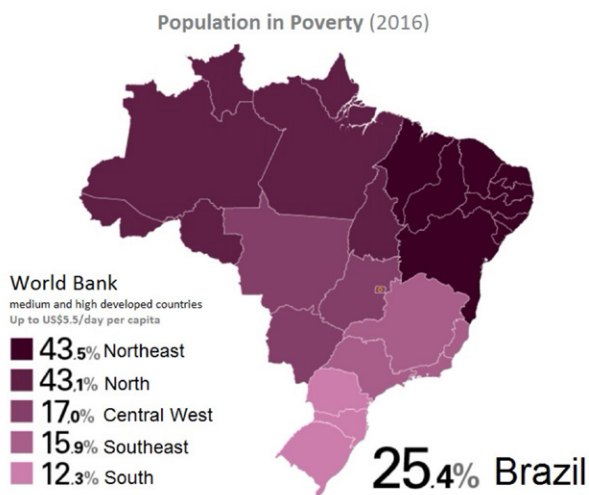 Population in Poverty (2016)
World Bank
medium and high developed countries
Up to US$5.5/day per capita
43.5% Northeast
43,1% North
17,0% Central West
15.9% Southeast
12.3% South
25.4% Brazil